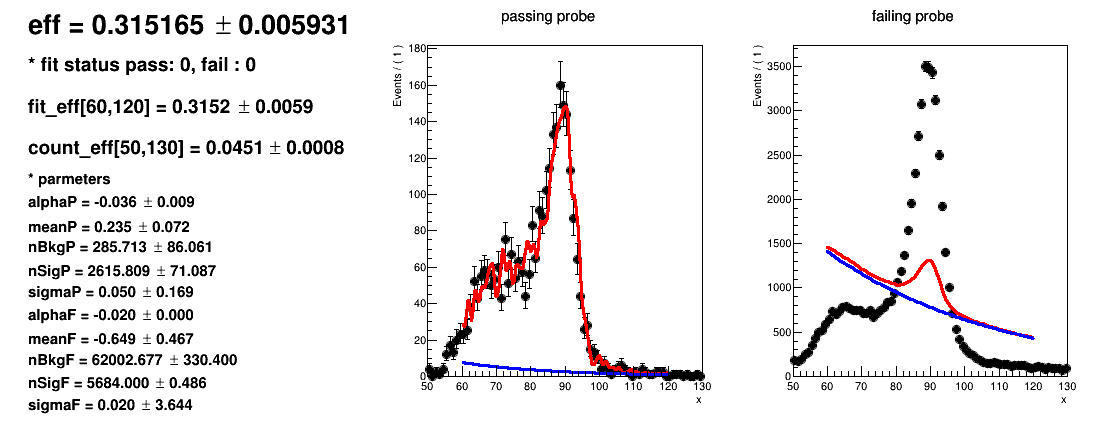 eff = 0.315165 ± 0.005931
* fit status pass: 0, fail : 0
fit_eff[60,120] = 0.3152 ± 0.0059
count_eff[50,130] = 0.0451 ± 0.0008
* parmeters
alphaP = -0.036 ± 0.009
meanP = 0.235 ± 0.072
nBkgP = 285.713 ± 86.061
nSigP = 2615.809 ± 71.087
sigmaP = 0.050 ± 0.169
alphaF = -0.020 ± 0.000
meanF = -0.649 ± 0.467
nBkgF = 62002.677 ± 330.400
nSigF = 5684.000 ± 0.486
sigmaF = 0.020 ± 3.644
passing probe
Events / ( 1 )
180
160
140
120
100
80
60
40
20
0
50 60 70 80 90 100 110 120 130
x
failing probe
Events / ( 1 )
3500
3000
2500
2000
1500
1000
500
0
50 60 70 80 90 100 110 120 130
x